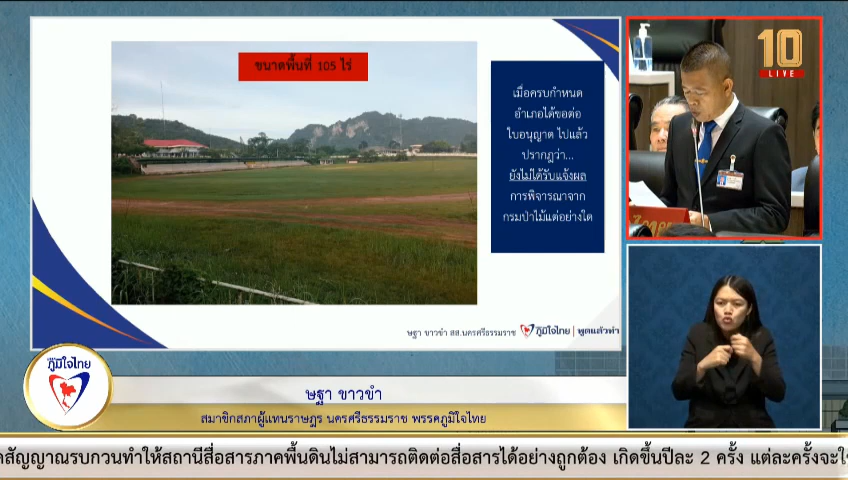 ขนาดพื้นที่ 105 ไร่
เมื่อครบกำหนด
อำเภอได้ขอต่อ
ใบอนุญาต ไปแล้ว
ปรากฎว่า...
ยังไม่ได้รับแจ้งผล
การพิจารณาจาก
กรมป่าไม้แต่อย่างใด
ษฐา ขาวขำ สส.นครศรีธรรมราช ภูมิใจไทย | พูดแล้วทำ
10
LIVE
ภูมิใจไทย
ษฐา ขาวขำ
สมาชิกสภาผู้แทนราษฎร นครศรีธรรมราช พรรคภูมิใจไทย
สัญญาณรบกวนทำให้สถานีสื่อสารภาคพื้นดินไม่สามารถติดต่อสื่อสารได้อย่างถูกต้อง เกิดขึ้นปีละ 2 ครั้ง แต่ละครั้งจะ